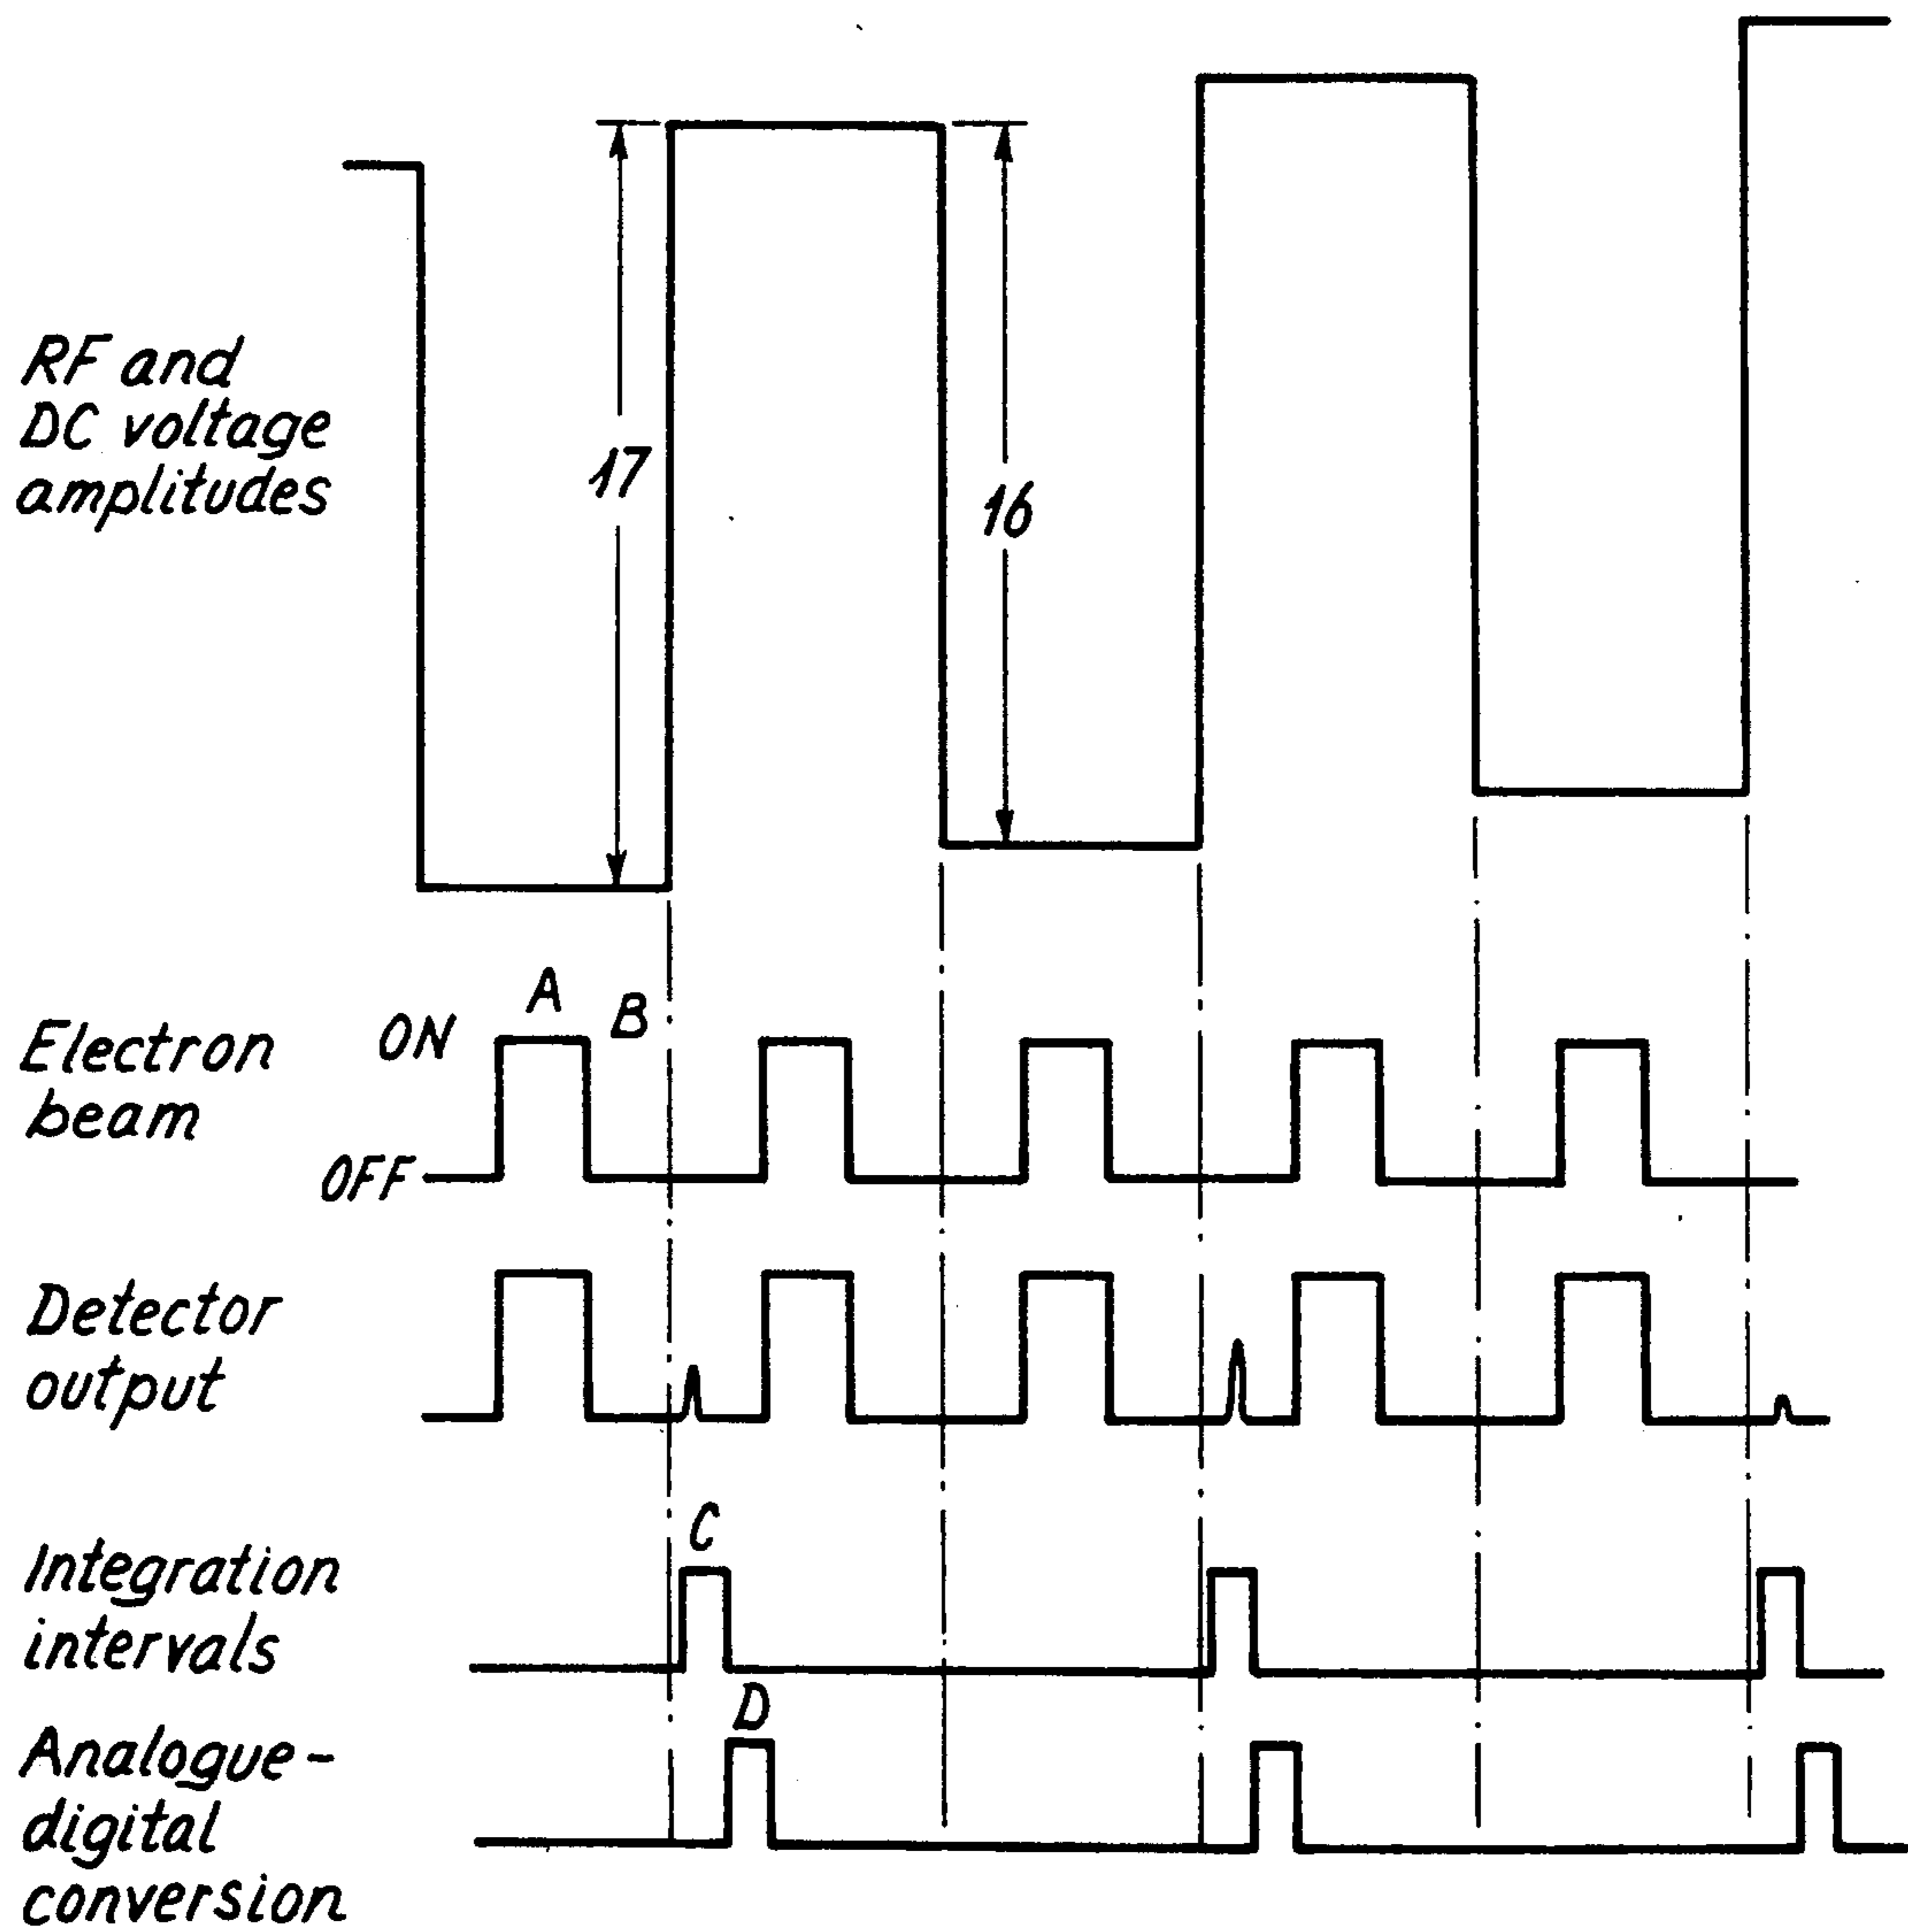 RF and
DC voltage
amplitudes
17
16
A
B
ON
Electron
beam
OFF
Detector
output
C
Integration
intervals
D
Analogue-
digital
conversion